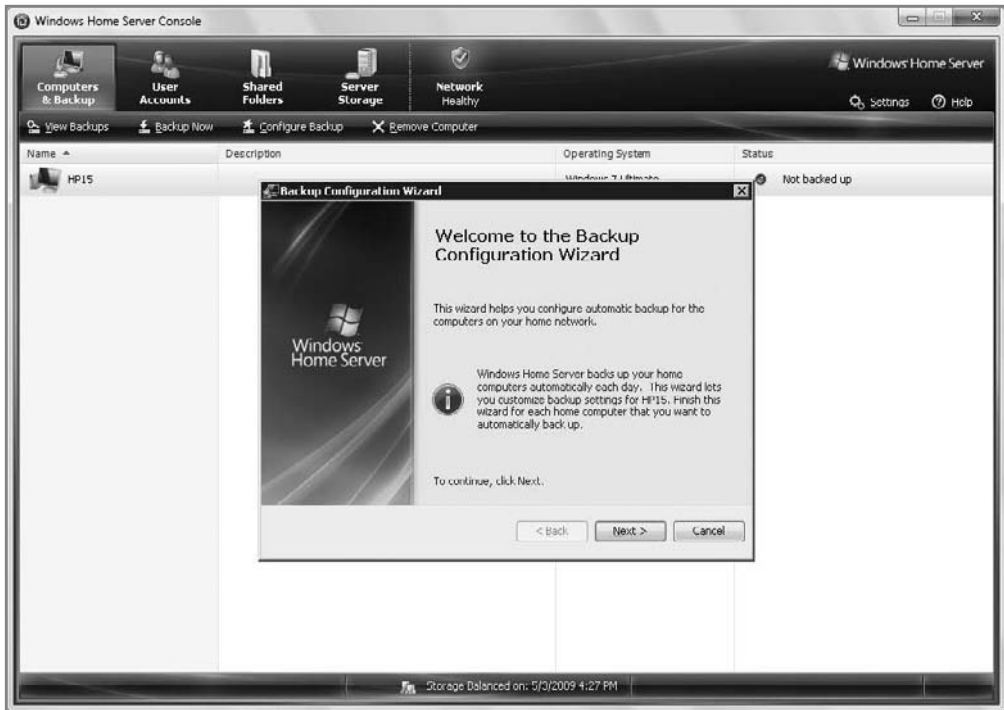 Windows Home Server Console
Computers & Backup
User Accounts
Shared Folders
Server Storage
Network Healthy
Windows Home Server
Settings
Help
View Backups
Backup Now
Configure Backup
Remove Computer
Name
Description
Operating System
Status
HP15
Windows 7 Ultimate
Not backed up
Backup Configuration Wizard
Welcome to the Backup
Configuration Wizard
This wizard helps you configure automatic backup for the
computers on your home network.
Windows Home Server backs up your home
computers automatically each day. This wizard lets
you customize backup settings for HP15. Finish this
wizard for each home computer that you want to
automatically back up.
To continue, click Next.
Windows
Home Server
< Back
Next >
Cancel
Storage Balanced on: 5/3/2009 4:27 PM